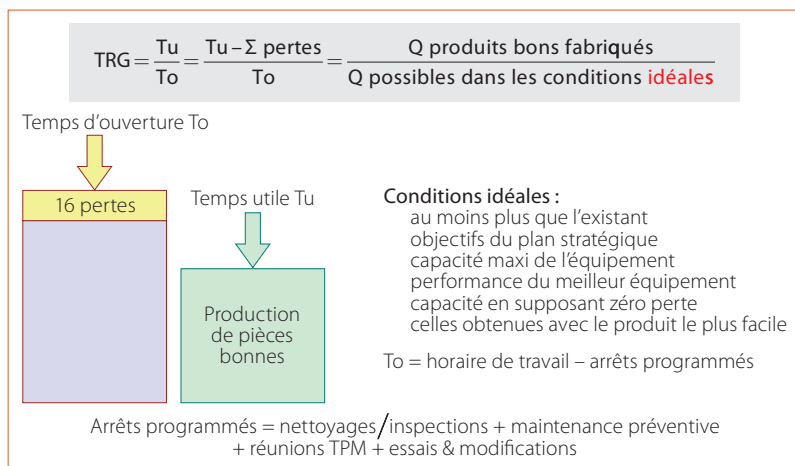 TRG = Tu/To = Tu – Σ pertes/To = Q produits bons fabriqués/Q possibles dans les conditions idéales
Temps d'ouverture To
16 pertes
Temps utile Tu
Production
de pièces
bonnes
Conditions idéales :
au moins plus que l'existant
objectifs du plan stratégique
capacité maxi de l'équipement
performance du meilleur équipement
capacité en supposant zéro perte
celles obtenues avec le produit le plus facile
To = horaire de travail – arrêts programmés
Arrêts programmés = nettoyages/inspections + maintenance préventive
+ réunions TPM + essais & modifications